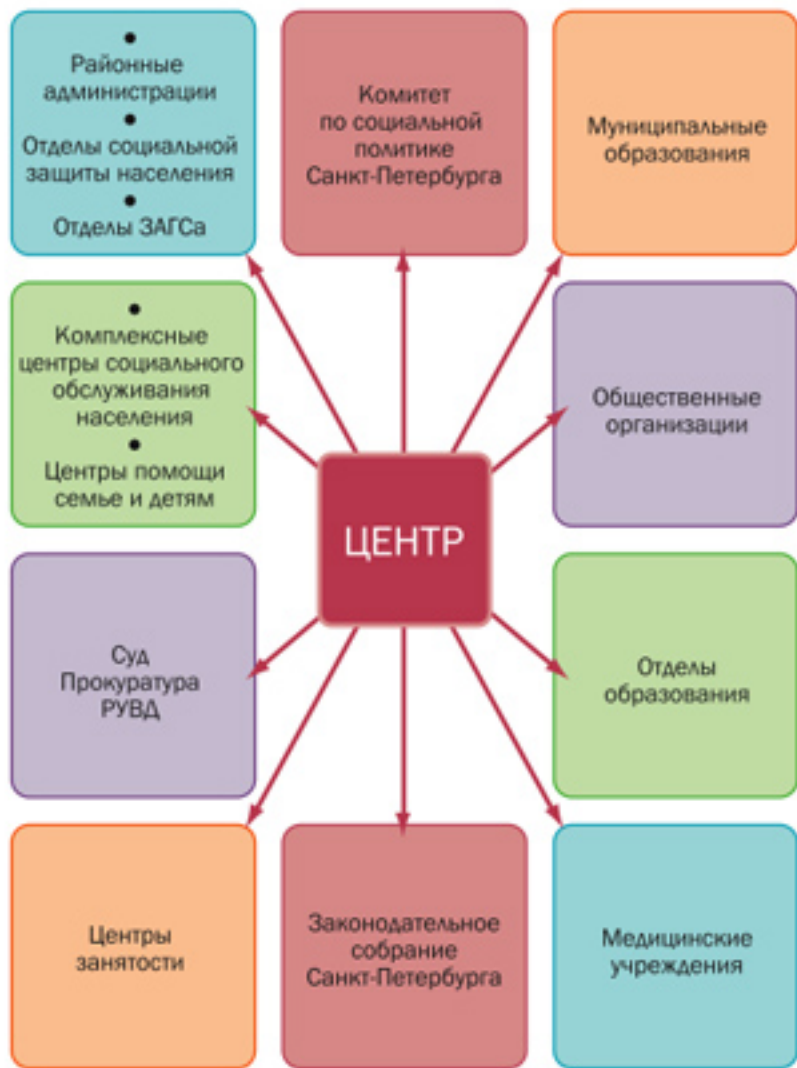 •
Районные
администрации
•
Отделы социальной
защиты населения
•
Отделы ЗАГСа
Комитет
по социальной
политике
Санкт-Петербурга
Муниципальные
образования
•
Комплексные
центры социального
обслуживания
населения
•
Центры помощи
семье и детям
Общественные
организации
ЦЕНТР
Суд
Прокуратура
РУВД
Отделы
образования
Центры
занятости
Законодательное
собрание
Санкт-Петербурга
Медицинские
учреждения